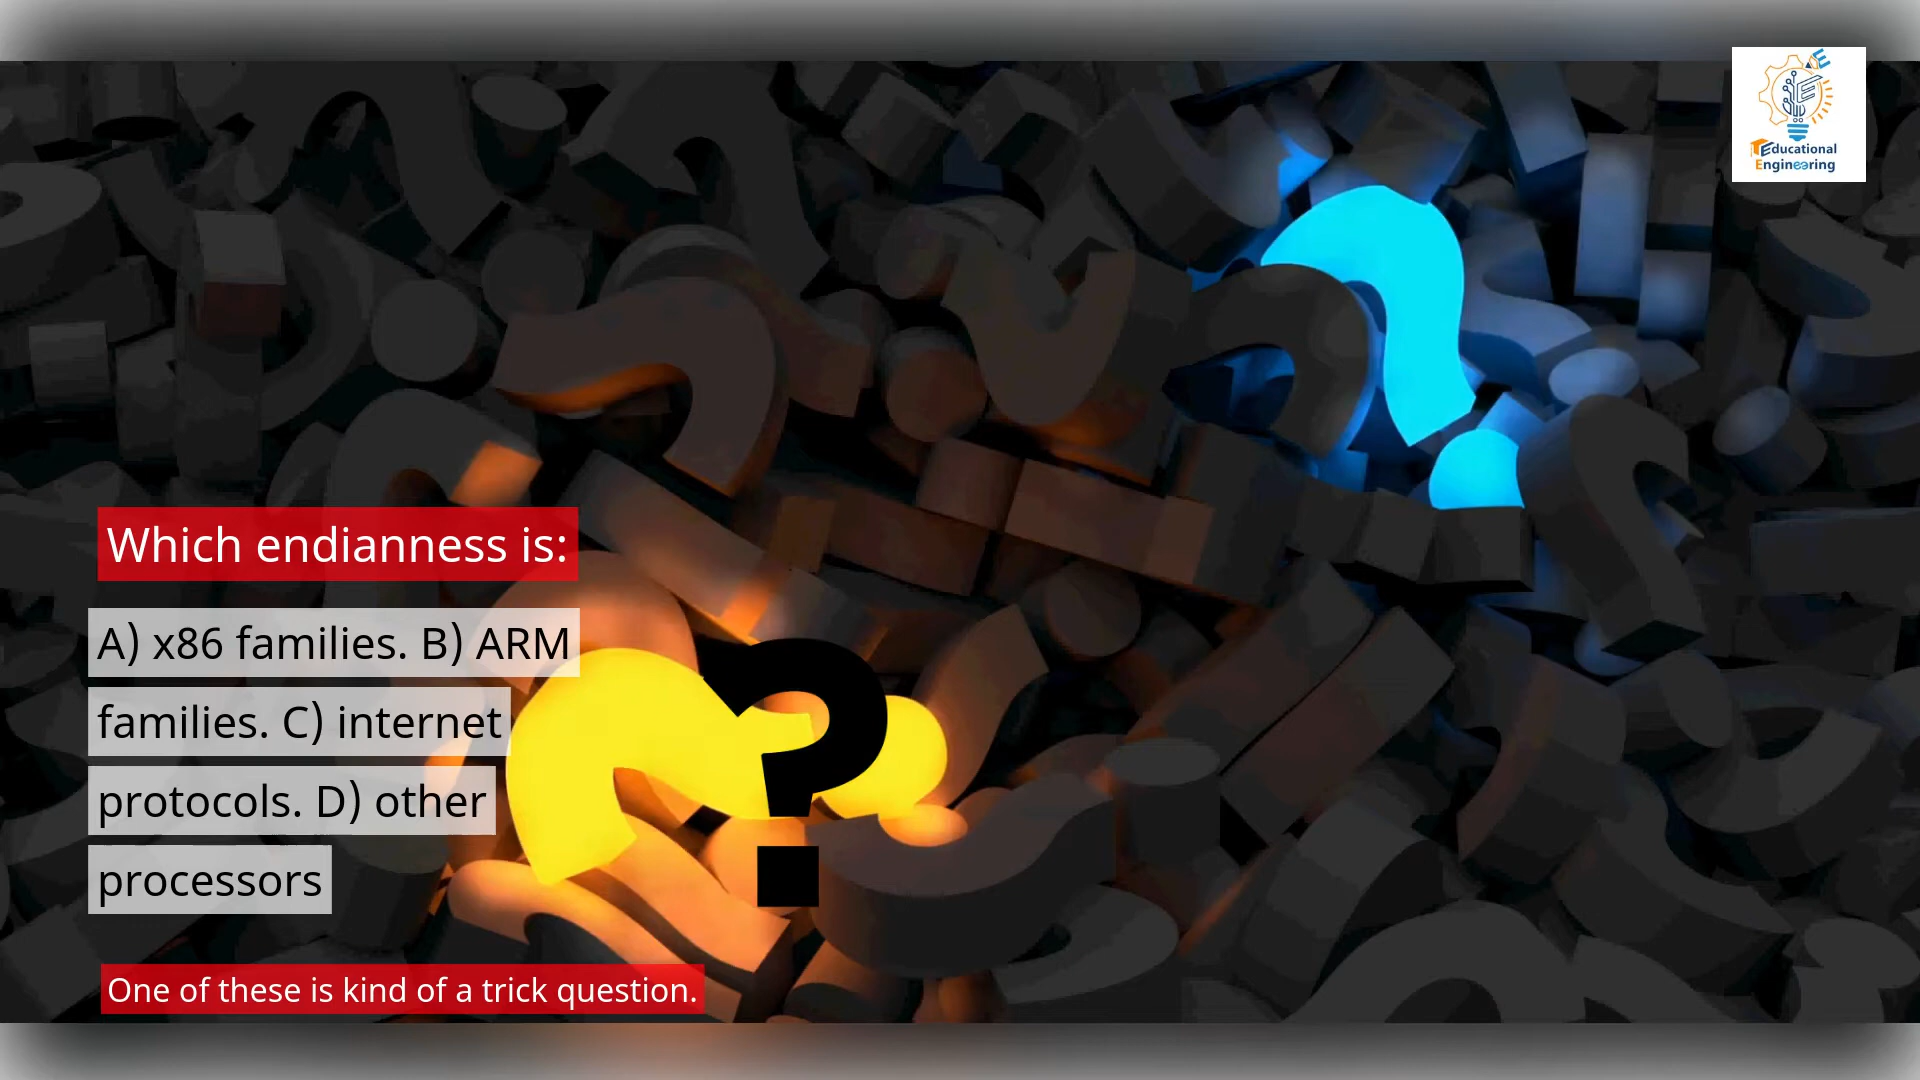 Educational
Engineering
Which endianness is:
A) x86 families. B) ARM
families. C) internet
protocols. D) other
processors
?
One of these is kind of a trick question.